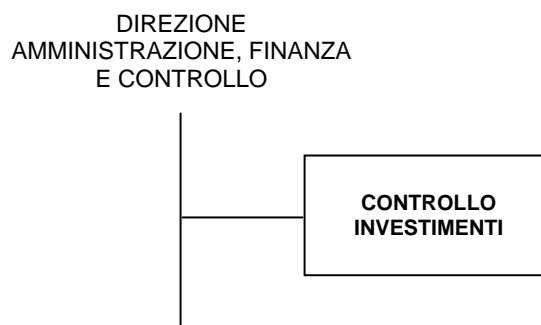 DIREZIONE
AMMINISTRAZIONE, FINANZA
E CONTROLLO
CONTROLLO
INVESTIMENTI